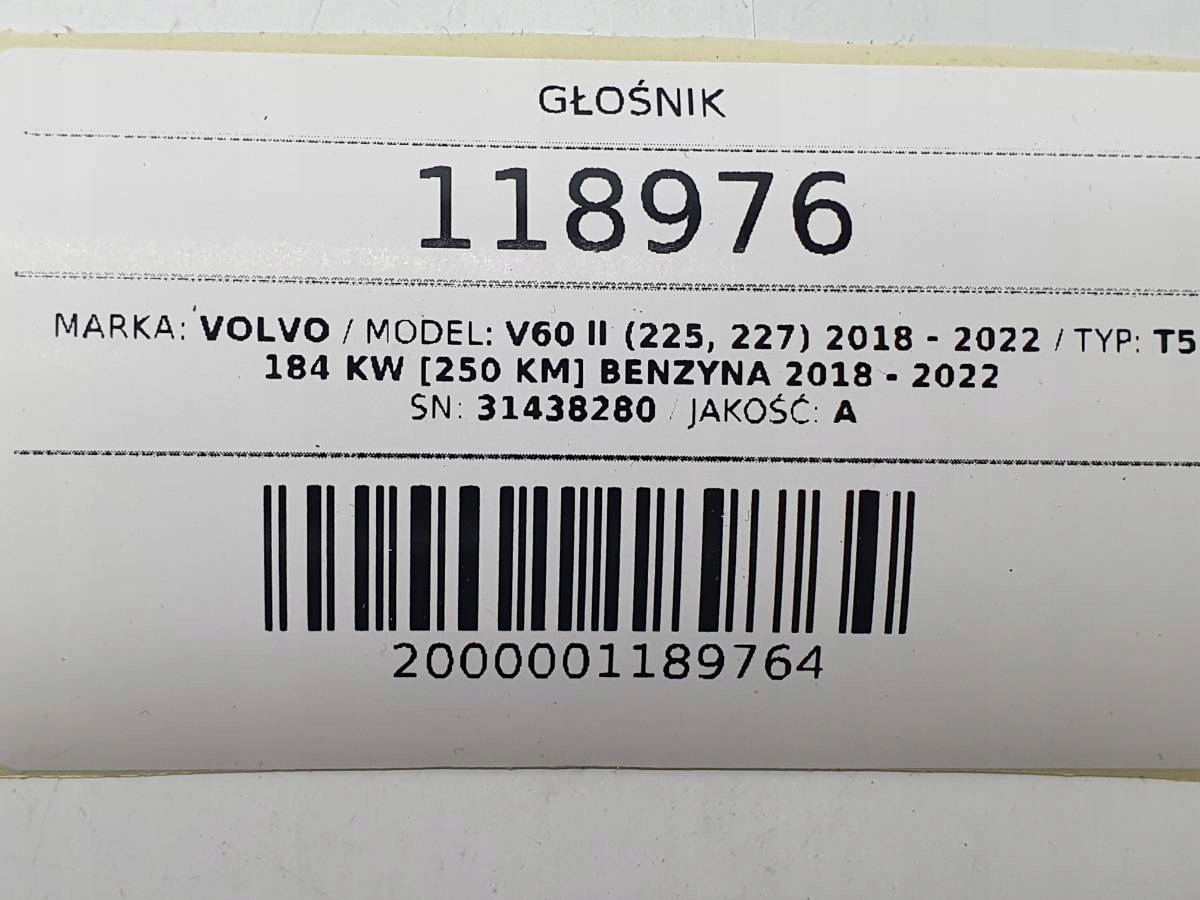 GŁOŚNIK
118976
MARKA: VOLVO / MODEL: V60 II (225, 227) 2018 - 2022 / TYP: T5
184 KW [250 KM] BENZYNA 2018 - 2022
SN: 31438280 / JAKOŚĆ: A
2000001189764